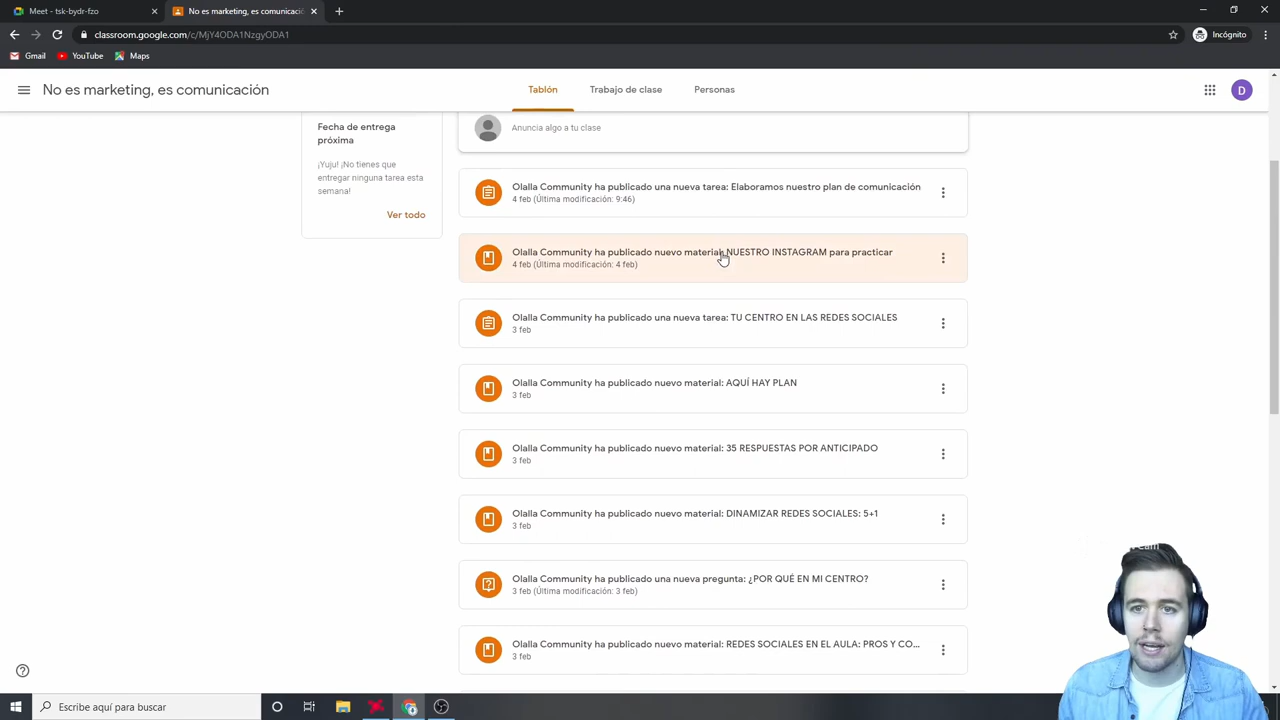 Meet - tsk-bydr-fzo
No es marketing, es comunicació
classroom.google.com/c/MjY4ODA1NzgyODA1
Incógnito
Gmail
YouTube
Maps
No es marketing, es comunicación
Tablón
Trabajo de clase
Personas
D
Fecha de entrega
próxima
¡Yuju! ¡No tienes que
entregar ninguna tarea esta
semana!
Ver todo
Anuncia algo a tu clase
Olalla Community ha publicado una nueva tarea: Elaboramos nuestro plan de comunicación
4 feb (Última modificación: 9:46)
Olalla Community ha publicado nuevo material: NUESTRO INSTAGRAM para practicar
4 feb (Última modificación: 4 feb)
Olalla Community ha publicado una nueva tarea: TU CENTRO EN LAS REDES SOCIALES
3 feb
Olalla Community ha publicado nuevo material: AQUÍ HAY PLAN
3 feb
Olalla Community ha publicado nuevo material: 35 RESPUESTAS POR ANTICIPADO
3 feb
Olalla Community ha publicado nuevo material: DINAMIZAR REDES SOCIALES: 5+1
3 feb
Olalla Community ha publicado una nueva pregunta: ¿POR QUÉ EN MI CENTRO?
3 feb (Última modificación: 3 feb)
Olalla Community ha publicado nuevo material: REDES SOCIALES EN EL AULA: PROS Y CO...
3 feb
Cam
Escribe aquí para buscar